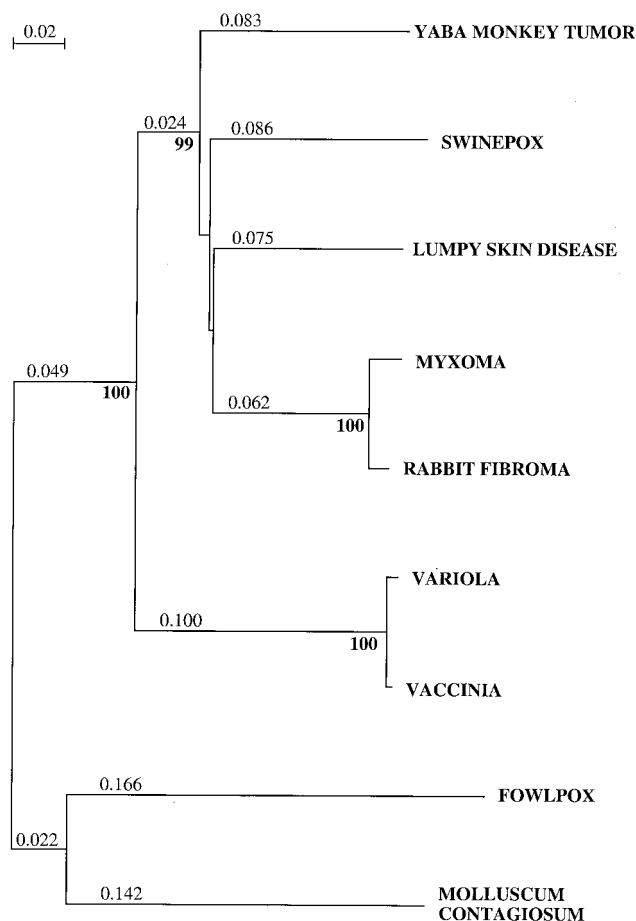 0.02
0.083
YABA MONKEY TUMOR
0.024
99
0.086
SWINEPOX
0.075
LUMPY SKIN DISEASE
0.049
100
MYXOMA
0.062
100
RABBIT FIBROMA
VARIOLA
0.100
100
VACCINIA
0.166
FOWLPOX
0.022
0.142
MOLLUSCUM
CONTAGIOSUM